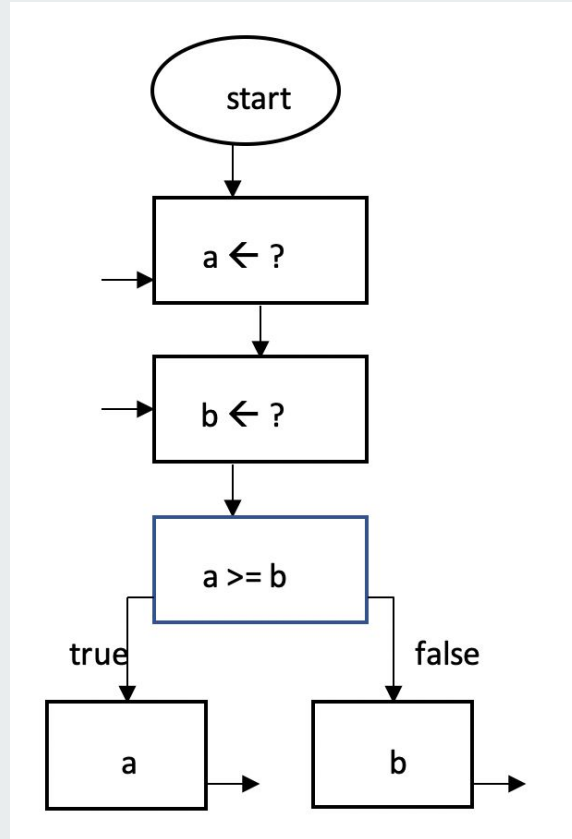 start
a ← ?
b ← ?
a >= b
true
false
a
b